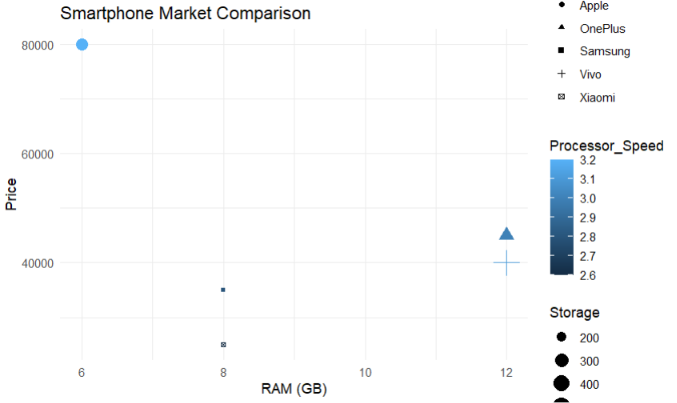 Smartphone Market Comparison
80000
60000
40000
Price
6
8
10
12
RAM (GB)
Apple
OnePlus
Samsung
Vivo
Xiaomi
Processor_Speed
3.2
3.1
3.0
2.9
2.8
2.7
2.6
Storage
200
300
400